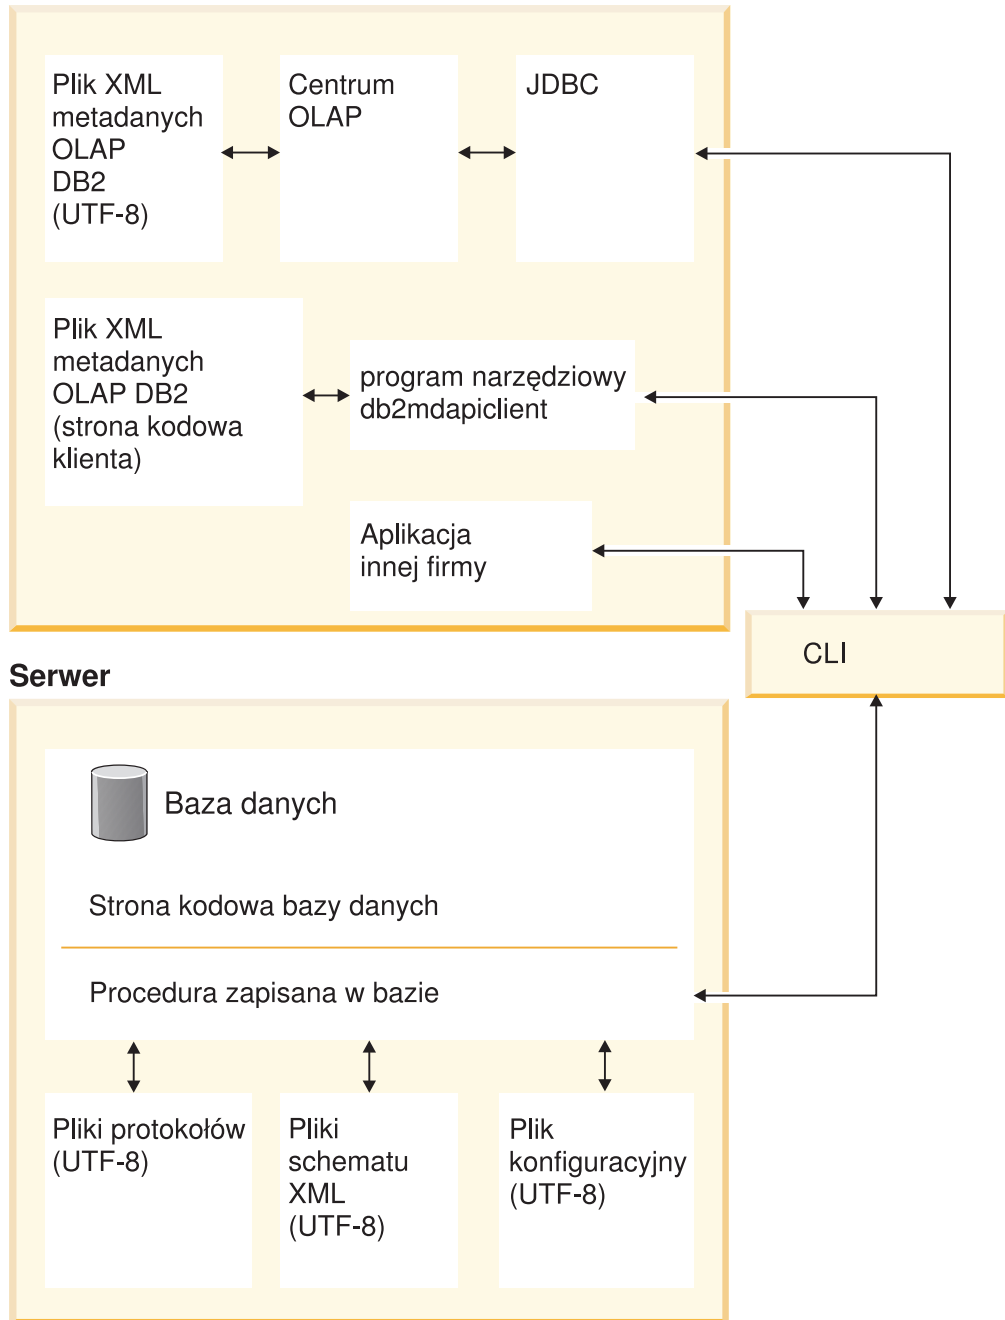 Plik XML
metadanych
OLAP
DB2
(UTF-8)
Centrum
OLAP
JDBC
Plik XML
metadanych
OLAP DB2
(strona kodowa
klienta)
program narzędziowy
db2mdapiclient
Aplikacja
innej firmy
CLI
Serwer
Baza danych
Strona kodowa bazy danych
Procedura zapisana w bazie
Pliki protokołów
(UTF-8)
Pliki
schematu
XML
(UTF-8)
Plik
konfiguracyjny
(UTF-8)